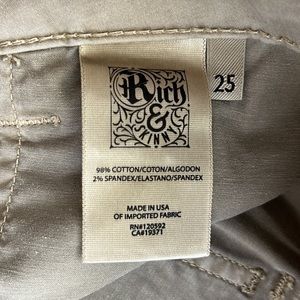 Rich
&
SKINNY
25
98% COTTON/COTON/ALGODON
2% SPANDEX/ELASTANO/SPANDEX
MADE IN USA
OF IMPORTED FABRIC
RN#120592
CA#19371